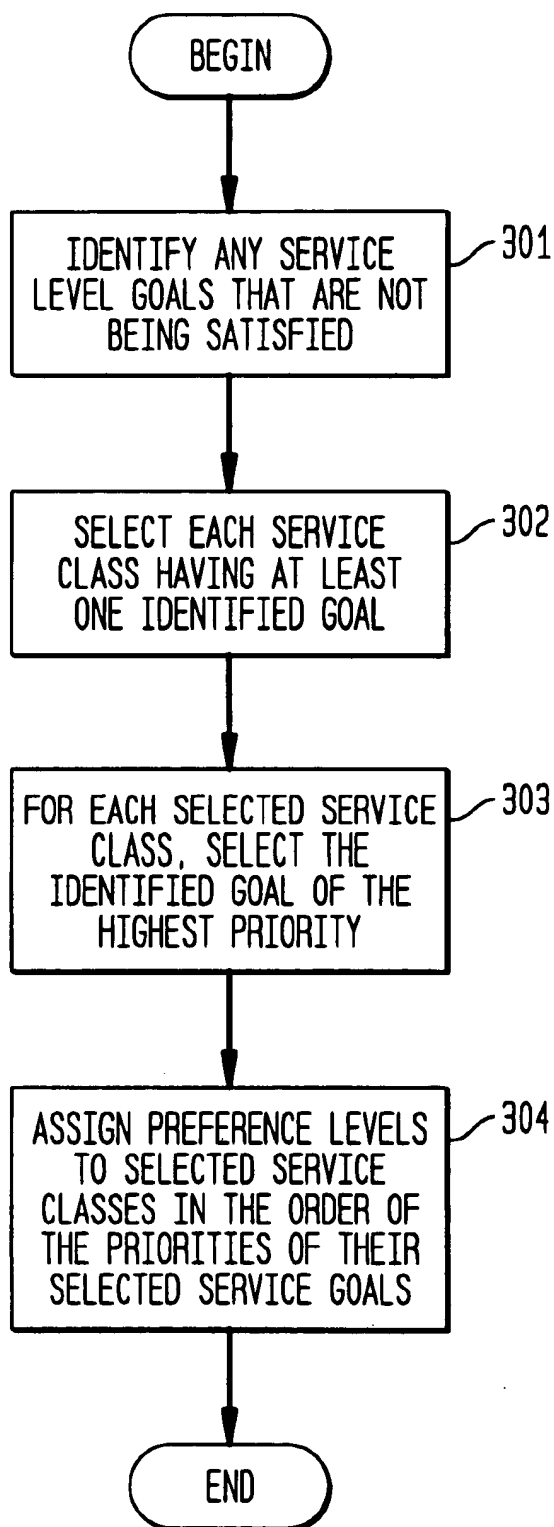 BEGIN
IDENTIFY ANY SERVICE
LEVEL GOALS THAT ARE NOT
BEING SATISFIED
301
SELECT EACH SERVICE
CLASS HAVING AT LEAST
ONE IDENTIFIED GOAL
302
FOR EACH SELECTED SERVICE
CLASS, SELECT THE
IDENTIFIED GOAL OF THE
HIGHEST PRIORITY
303
ASSIGN PREFERENCE LEVELS
TO SELECTED SERVICE
CLASSES IN THE ORDER OF
THE PRIORITIES OF THEIR
SELECTED SERVICE GOALS
304
END